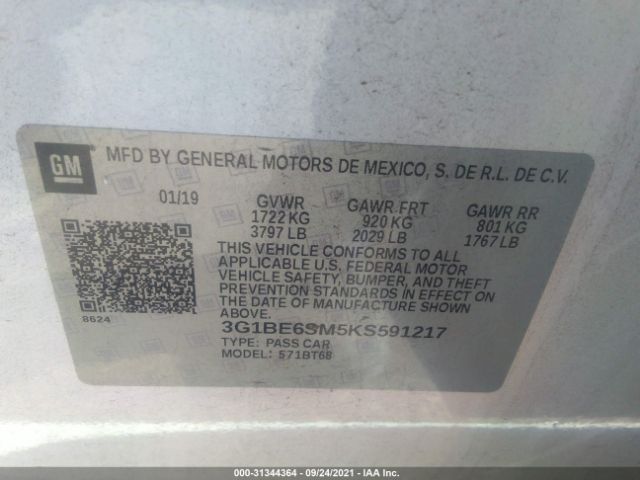 GM
MFD BY GENERAL MOTORS DE MEXICO, S. DE R.L. DE C.V.
01/19 GVWR GAWR FRT GAWR RR
1722 KG 920 KG 801 KG
3797 LB 2029 LB 1767 LB
THIS VEHICLE CONFORMS TO ALL
APPLICABLE U.S. FEDERAL MOTOR
VEHICLE SAFETY, BUMPER, AND THEFT
PREVENTION STANDARDS IN EFFECT ON
THE DATE OF MANUFACTURE SHOWN
ABOVE.
8624
3G1BE6SM5KS591217
TYPE: PASS CAR
MODEL: 571BT68
000-31344364 - 09/24/2021 - IAA Inc.